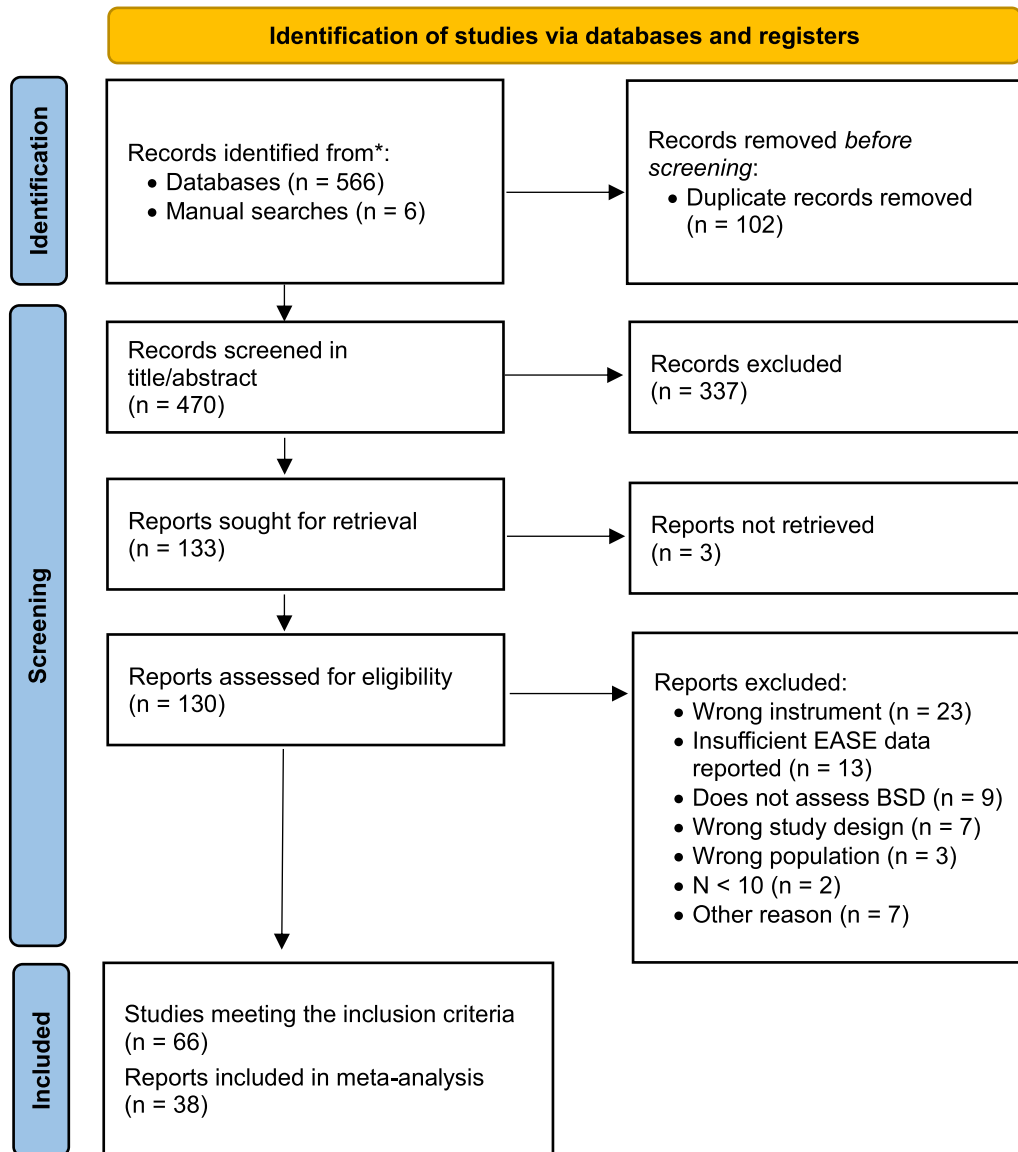 Identification of studies via databases and registers
Identification
Records identified from*:
• Databases (n = 566)
• Manual searches (n = 6)
Records removed before
screening:
• Duplicate records removed
(n = 102)
Screening
Records screened in
title/abstract
(n = 470)
Records excluded
(n = 337)
Reports sought for retrieval
(n = 133)
Reports not retrieved
(n = 3)
Reports assessed for eligibility
(n = 130)
Reports excluded:
• Wrong instrument (n = 23)
• Insufficient EASE data
reported (n = 13)
• Does not assess BSD (n = 9)
• Wrong study design (n = 7)
• Wrong population (n = 3)
• N < 10 (n = 2)
• Other reason (n = 7)
Included
Studies meeting the inclusion criteria
(n = 66)
Reports included in meta-analysis
(n = 38)